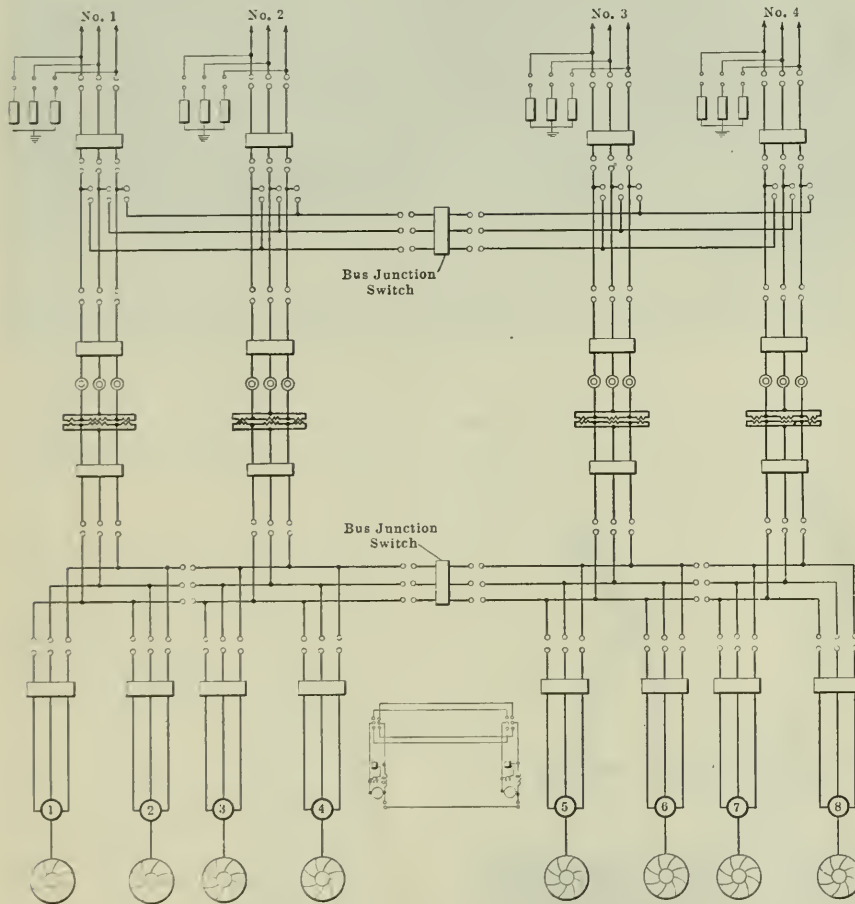 No. 1
No. 2
No. 3
No. 4
Bus Junction
Switch
Bus Junction
Switch
1
2
3
4
5
6
7
8